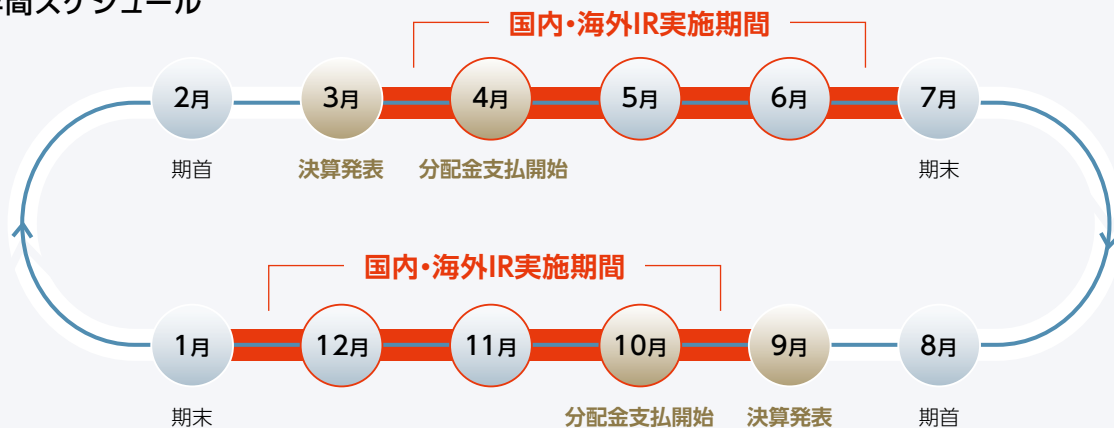 間スケジュール
国内・海外IR実施期間
2月 3月 4月 5月 6月 7月
期首 決算発表 分配金支払開始 期末
国内・海外IR実施期間
1月 12月 11月 10月 9月 8月
期末 分配金支払開始 決算発表 期首